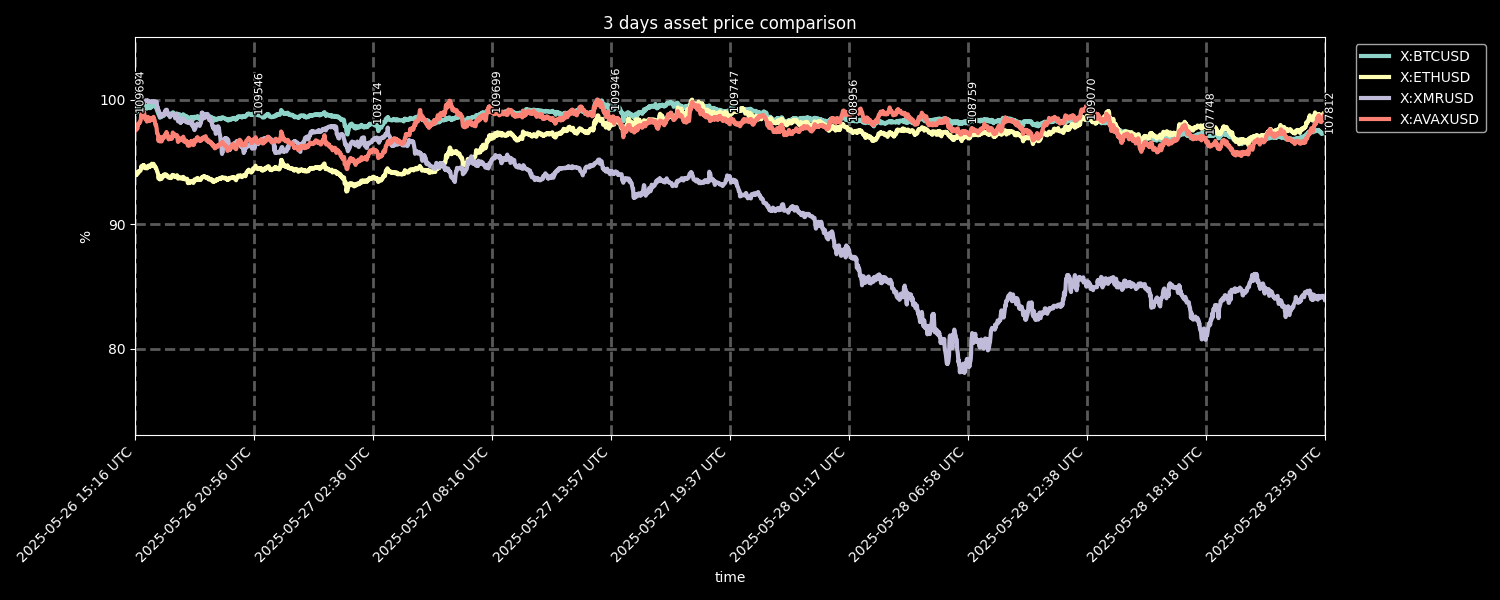 3 days asset price comparison
X:BTCUSD
X:ETHUSD
X:XMRUSD
X:AVAXUSD
109694
109546
108714
109699
109946
109747
108956
108759
109070
107748
107812
100
90
80
%
2025-05-26 15:16 UTC
2025-05-26 20:56 UTC
2025-05-27 02:36 UTC
2025-05-27 08:16 UTC
2025-05-27 13:57 UTC
2025-05-27 19:37 UTC
2025-05-28 01:17 UTC
2025-05-28 06:58 UTC
2025-05-28 12:38 UTC
2025-05-28 18:18 UTC
2025-05-28 23:59 UTC
time